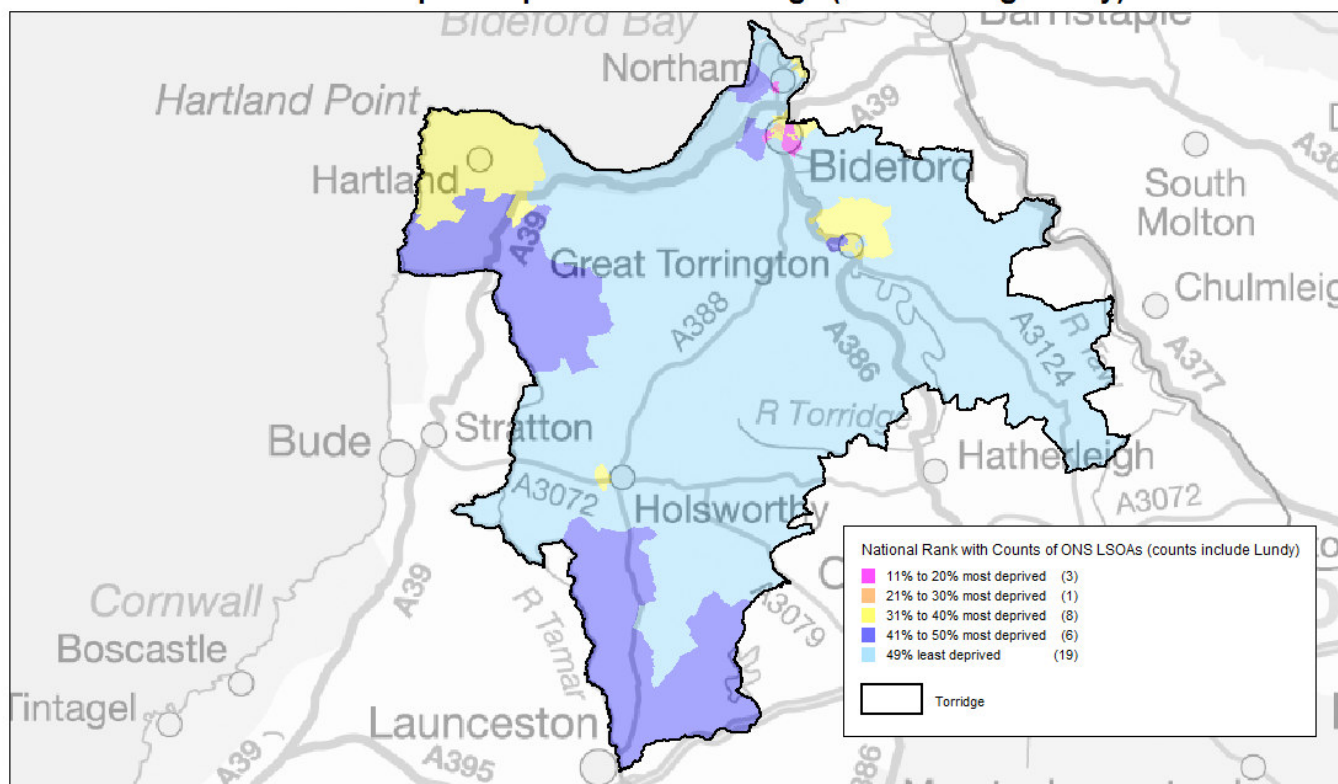 Bideford Bay
Barnstaple
Northam
Hartland Point
A39
Hartland
Bideford
South
Molton
A39
Great Torrington
Chulmleig
A388
A386
A3124
A377
R Torridge
Bude
Stratton
Hatherleigh
A3072
A3072
Holsworthy
National Rank with Counts of ONS LSOAs (counts include Lundy)
11% to 20% most deprived (3)
21% to 30% most deprived (1)
31% to 40% most deprived (8)
41% to 50% most deprived (6)
49% least deprived (19)
Torridge
A39
Cornwall
R Tamar
A3079
Boscastle
Tintagel
Launceston
A39
A395